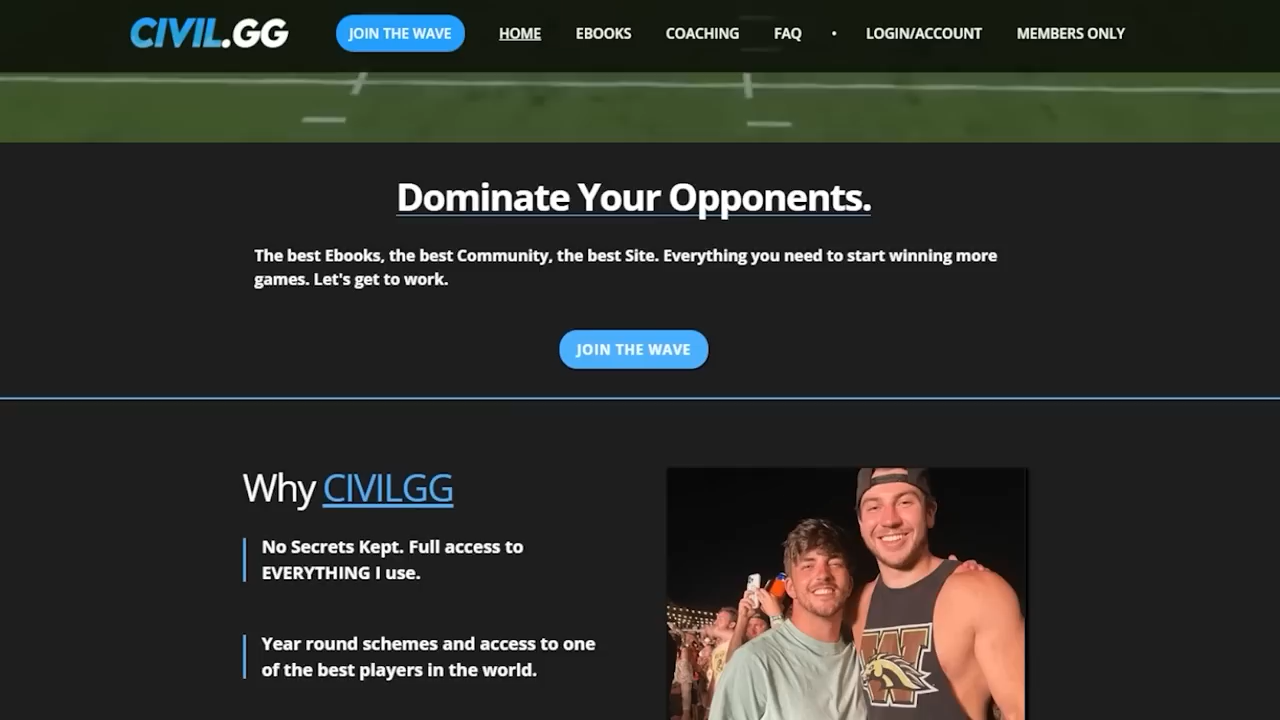 CIVIL.GG JOIN THE WAVE HOME EBOOKS COACHING FAQ • LOGIN/ACCOUNT MEMBERS ONLY
Dominate Your Opponents.
The best Ebooks, the best Community, the best Site. Everything you need to start winning more
games. Let's get to work.
JOIN THE WAVE
Why CIVILGG
No Secrets Kept. Full access to
EVERYTHING I use.
Year round schemes and access to one
of the best players in the world.
W